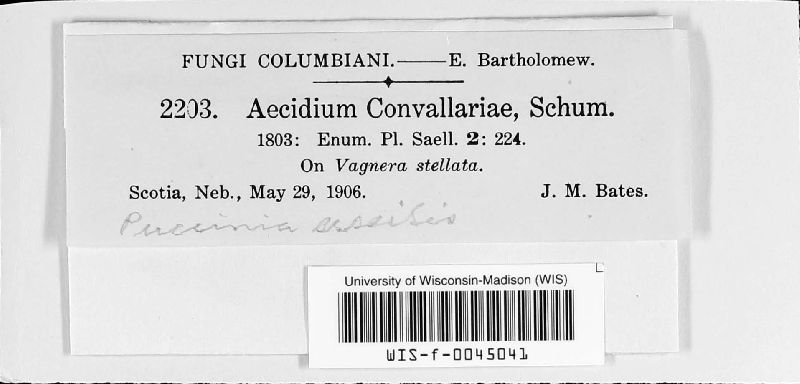 FUNGI COLUMBIANI.——E. Bartholomew.
2203. Aecidium Convallariae, Schum.
1803: Enum. Pl. Saell. 2: 224.
On Vagnera stellata.
Scotia, Neb., May 29, 1906. J. M. Bates.
Puccinia sessilis
University of Wisconsin-Madison (WIS)
WIS-f-0045041